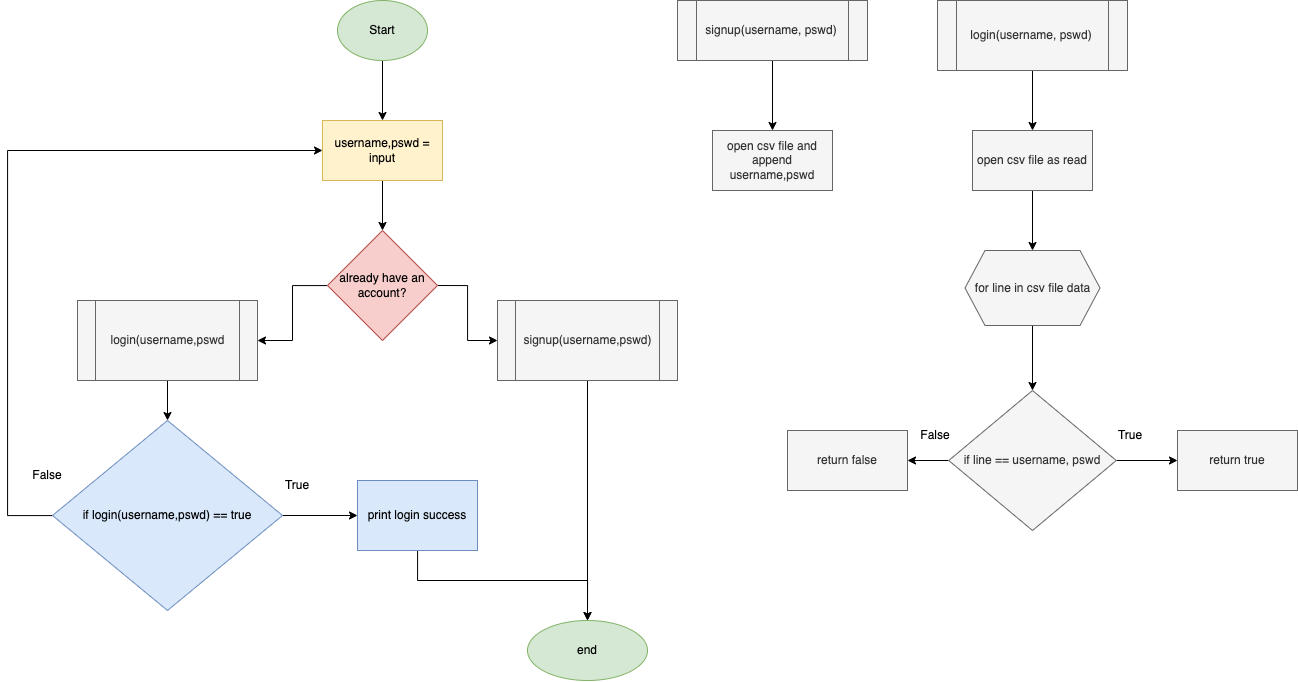 Start
username,pswd =
input
already have an
account?
login(username,pswd
signup(username,pswd)
False
if login(username,pswd) == true
True
print login success
end
signup(username, pswd)
open csv file and
append
username,pswd
login(username, pswd)
open csv file as read
for line in csv file data
False
if line == username, pswd
True
return false
return true